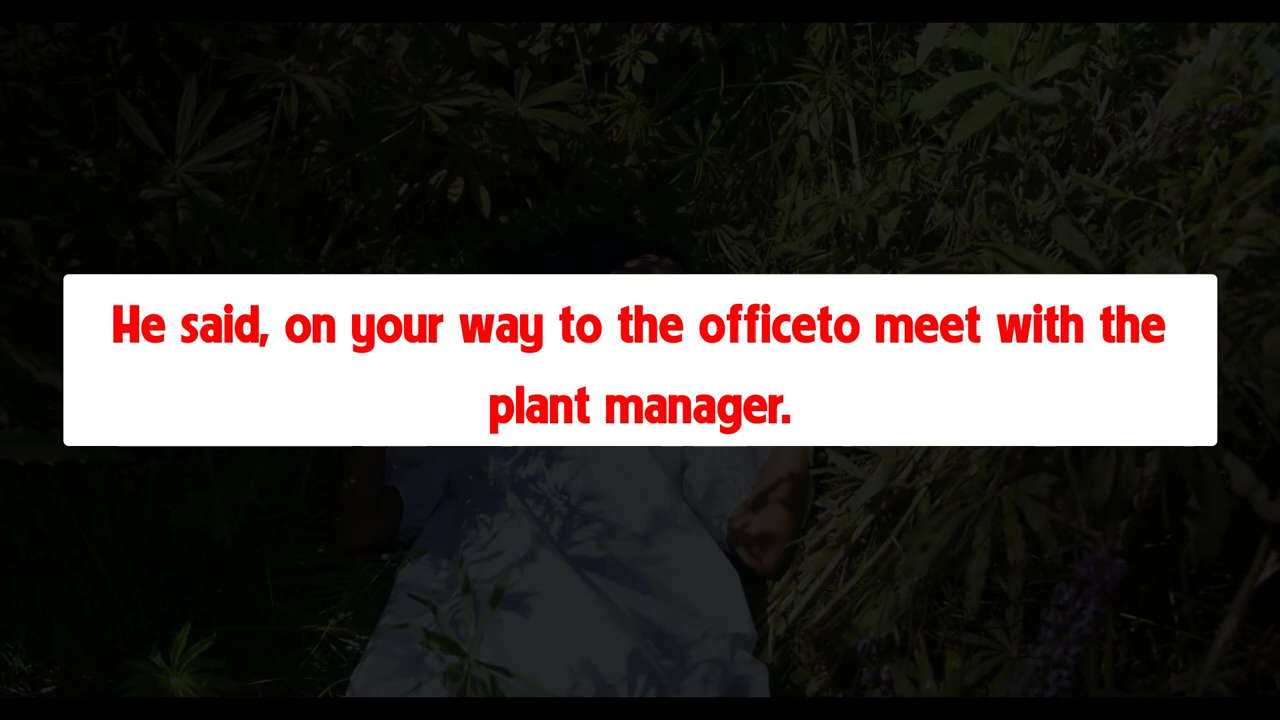 He said, on your way to the officeto meet with the
plant manager.